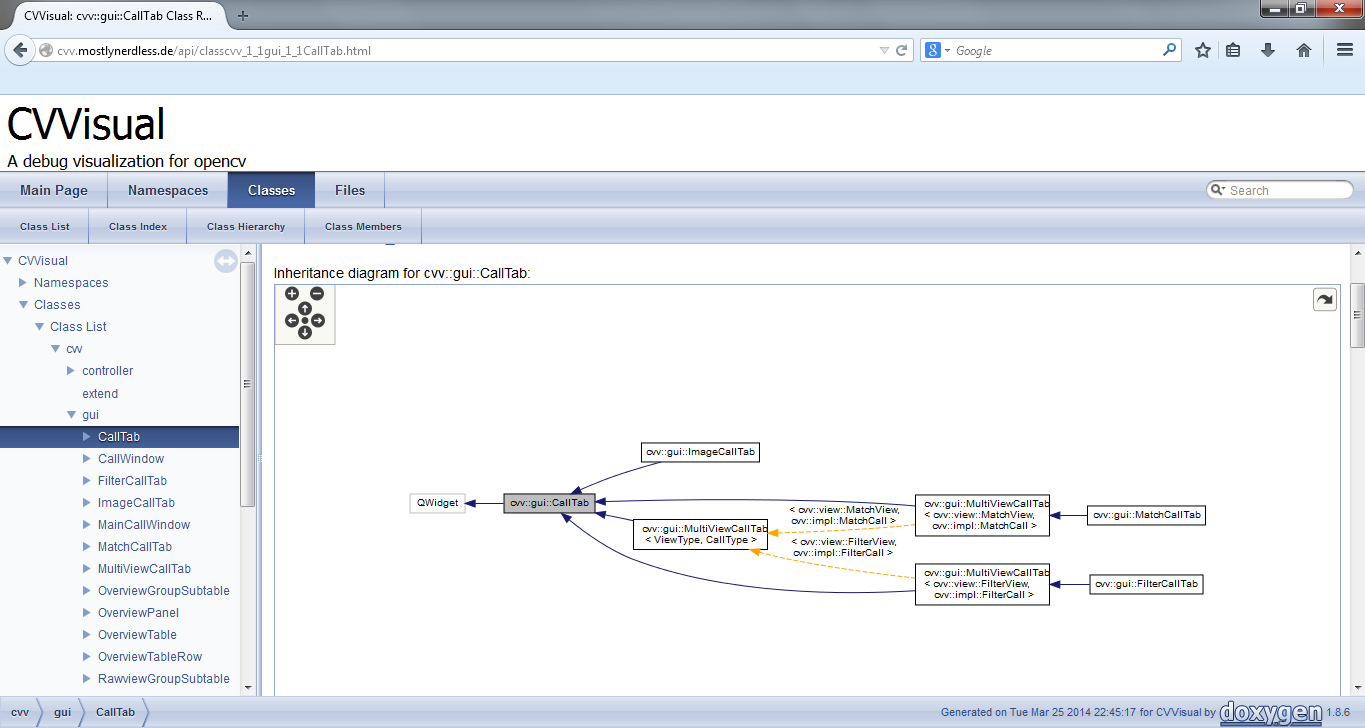 CVVisual: cvv::gui::CallTab Class R...
cvv.mostlynerdless.de/api/classcvv_1_1gui_1_1CallTab.html
Google
CVVisual
A debug visualization for opencv
Main Page
Namespaces
Classes
Files
Search
Class List
Class Index
Class Hierarchy
Class Members
CVVisual
Namespaces
Classes
Class List
cvv
controller
extend
gui
CallTab
CallWindow
FilterCallTab
ImageCallTab
MainCallWindow
MatchCallTab
MultiViewCallTab
OverviewGroupSubtable
OverviewPanel
OverviewTable
OverviewTableRow
RawviewGroupSubtable
Inheritance diagram for cvv::gui::CallTab:
cvv::gui::ImageCallTab
QWidget
cvv::gui::CallTab
cvv::gui::MultiViewCallTab
< ViewType, CallType >
< cvv::view::MatchView,
cvv::impl::MatchCall >
< cvv::view::FilterView,
cvv::impl::FilterCall >
cvv::gui::MultiViewCallTab
< cvv::view::MatchView,
cvv::impl::MatchCall >
cvv::gui::MatchCallTab
cvv::gui::MultiViewCallTab
< cvv::view::FilterView,
cvv::impl::FilterCall >
cvv::gui::FilterCallTab
cvv
gui
CallTab
Generated on Tue Mar 25 2014 22:45:17 for CVVisual by doxygen 1.8.6